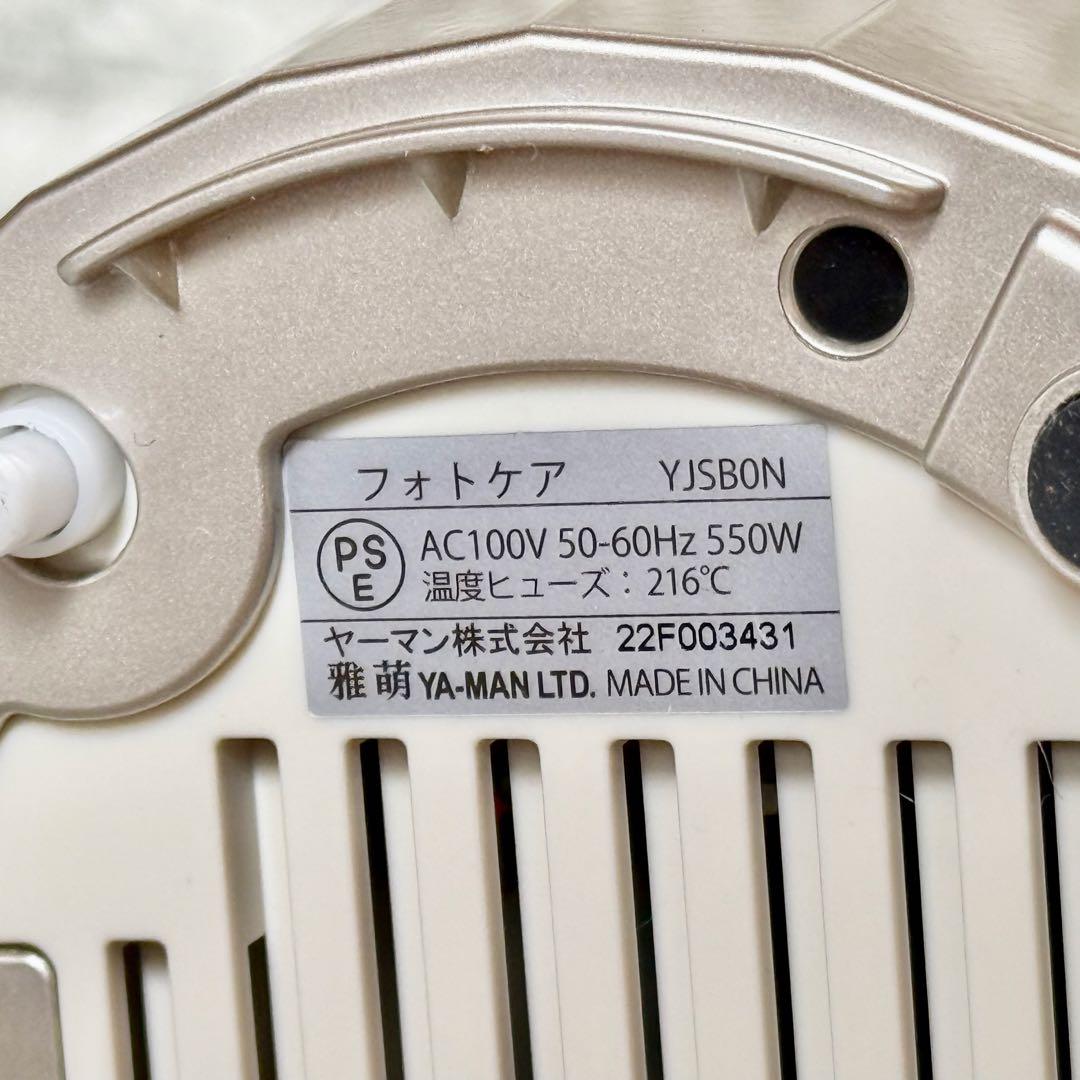 フォトケア YJSB0N
PSE AC100V 50-60Hz 550W
温度ヒューズ：216℃
ヤーマン株式会社 22F003431
雅萌 YA-MAN LTD. MADE IN CHINA